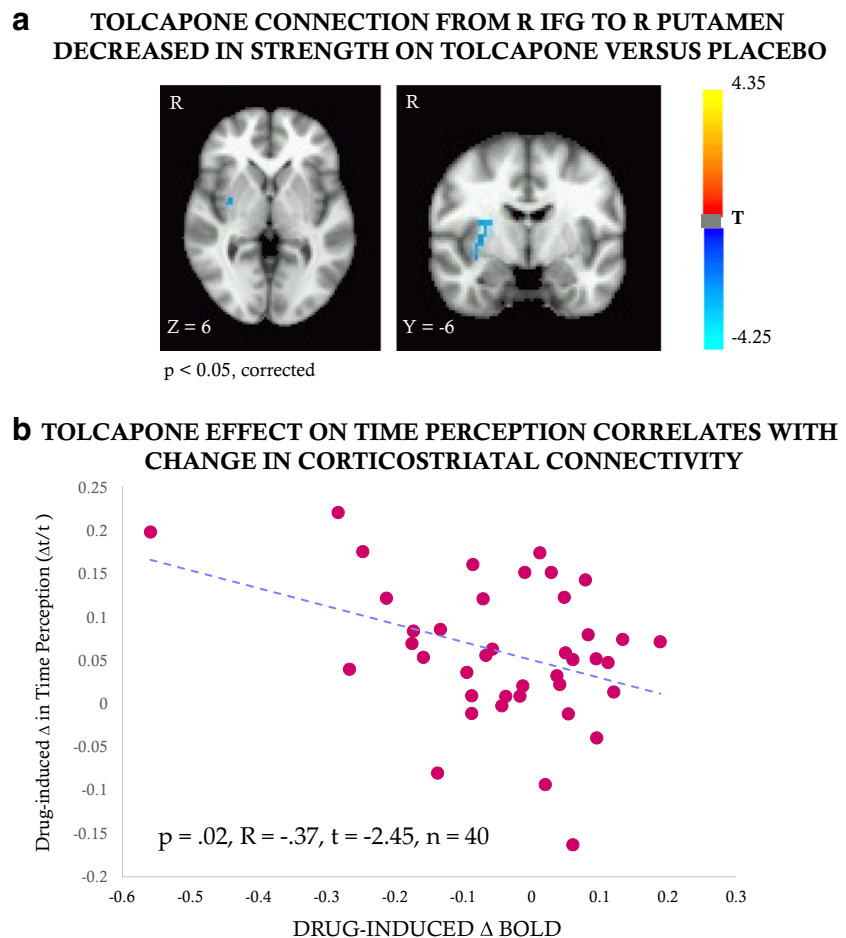 a TOLCAPONE CONNECTION FROM R IFG TO R PUTAMEN
DECREASED IN STRENGTH ON TOLCAPONE VERSUS PLACEBO
R
R
4.35
T
-4.25
Z = 6
Y = -6
p < 0.05, corrected
b TOLCAPONE EFFECT ON TIME PERCEPTION CORRELATES WITH
CHANGE IN CORTICOSTRIATAL CONNECTIVITY
Drug-induced Δ in Time Perception (Δt/t )
0.25
0.2
0.15
0.1
0.05
0
-0.05
-0.1
-0.15
-0.2
p = .02, R = -.37, t = -2.45, n = 40
-0.6 -0.5 -0.4 -0.3 -0.2 -0.1 0 0.1 0.2 0.3
DRUG-INDUCED Δ BOLD